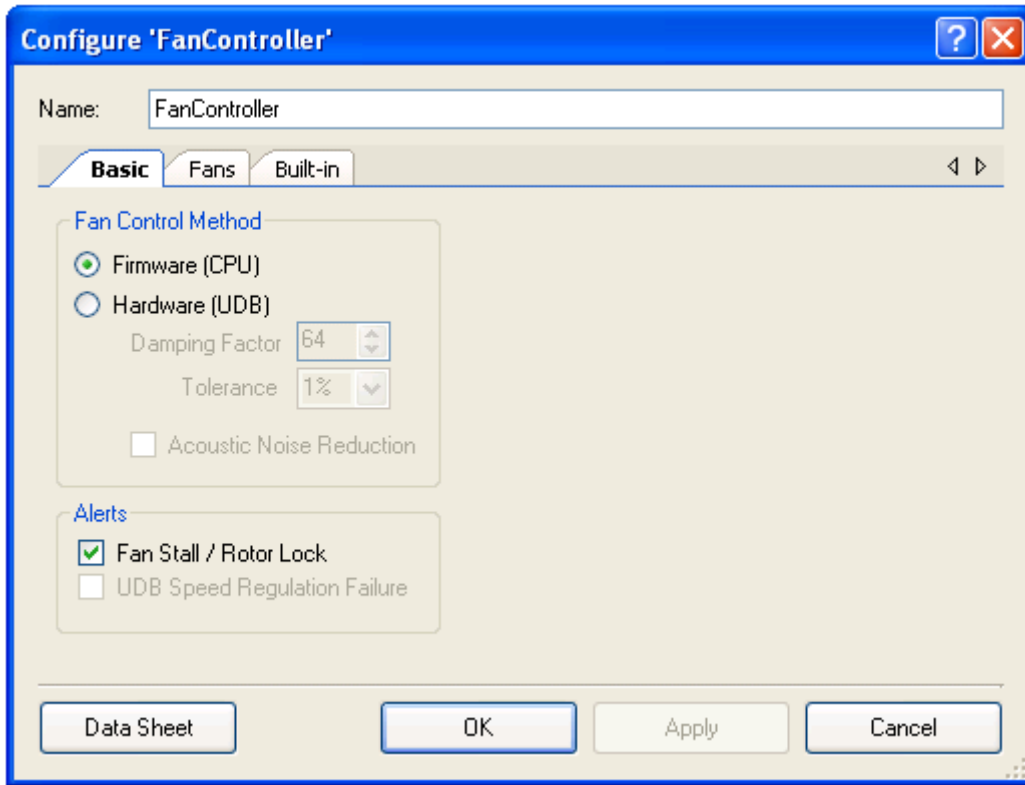 Configure 'FanController'
Name: FanController
Basic Fans Built-in
Fan Control Method
Firmware (CPU)
Hardware (UDB)
Damping Factor 64
Tolerance 1%
Acoustic Noise Reduction
Alerts
Fan Stall / Rotor Lock
UDB Speed Regulation Failure
Data Sheet OK Apply Cancel